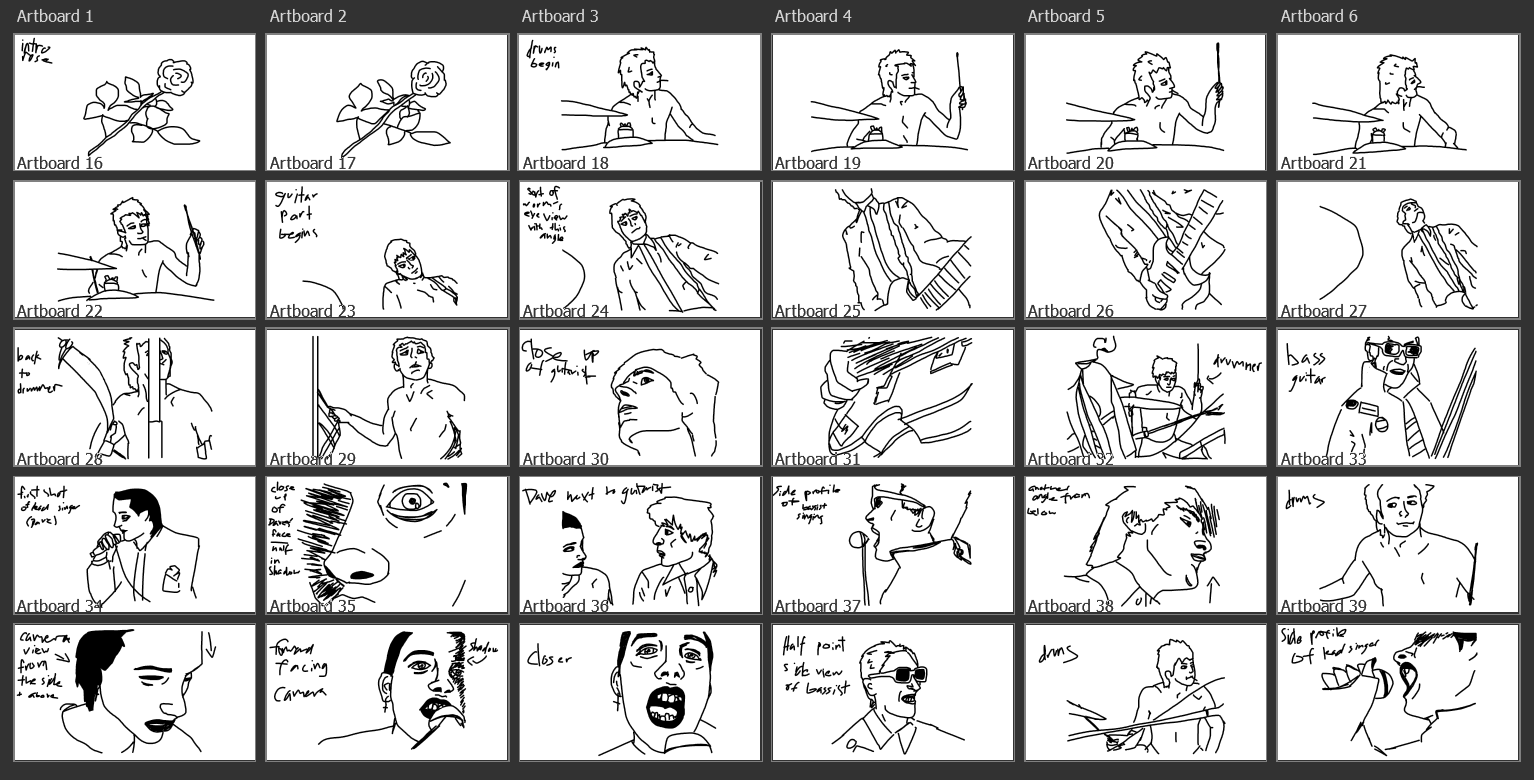 Artboard 1
Artboard 2
Artboard 3
Artboard 4
Artboard 5
Artboard 6
intro
rose
drums
begin
Artboard 16
Artboard 17
Artboard 18
Artboard 19
Artboard 20
Artboard 21
guitar
part
begins
sort of
worm's
eye view
with this
angle
Artboard 22
Artboard 23
Artboard 24
Artboard 25
Artboard 26
Artboard 27
back
to
drummer
close up
of guitarist
drummer
bass
guitar
Artboard 28
Artboard 29
Artboard 30
Artboard 31
Artboard 32
Artboard 33
first shot
of lead singer
(Dave)
close
up
of
Daves
face
half
in
shadow
Dave next to guitarist
Side profile
of bassist
singing
another
angle from
below
drums
Artboard 34
Artboard 35
Artboard 36
Artboard 37
Artboard 38
Artboard 39
camera
view
from
the side
+ above
forward
facing
camera
shadow
closer
Half point
side view
of bassist
drums
Side profile
of lead singer